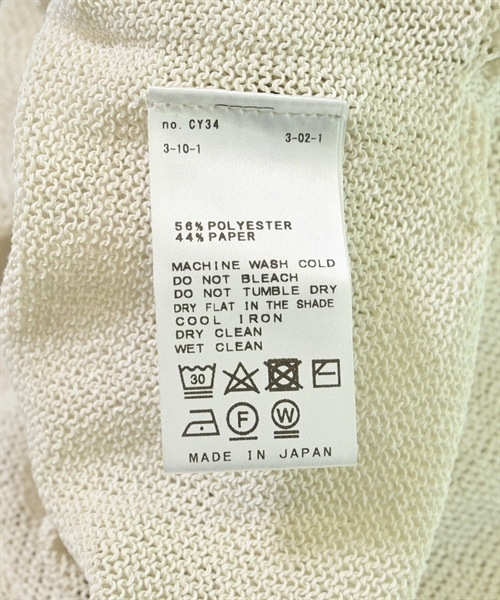 no. CY34
3-10-1 3-02-1
56% POLYESTER
44% PAPER
MACHINE WASH COLD
DO NOT BLEACH
DO NOT TUMBLE DRY
DRY FLAT IN THE SHADE
COOL IRON
DRY CLEAN
WET CLEAN
30
F W
MADE IN JAPAN